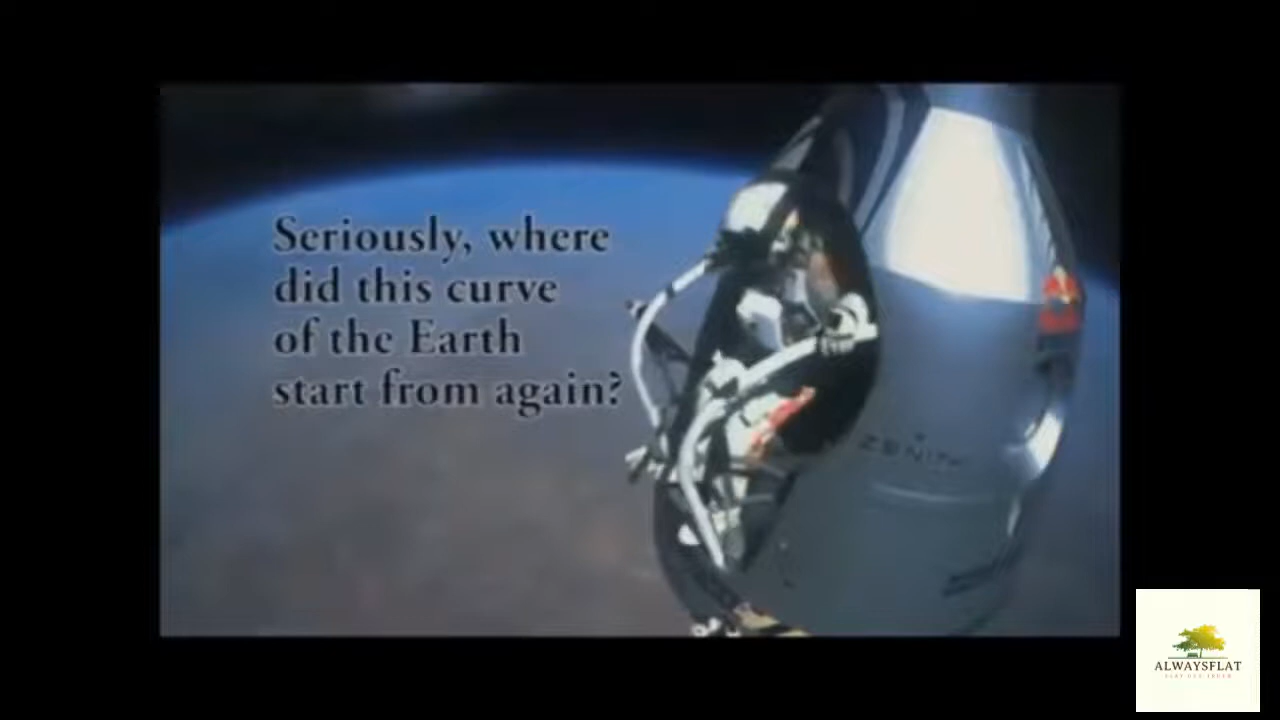 Seriously, where
did this curve
of the Earth
start from again?
ZENITH
ALWAYSFLAT